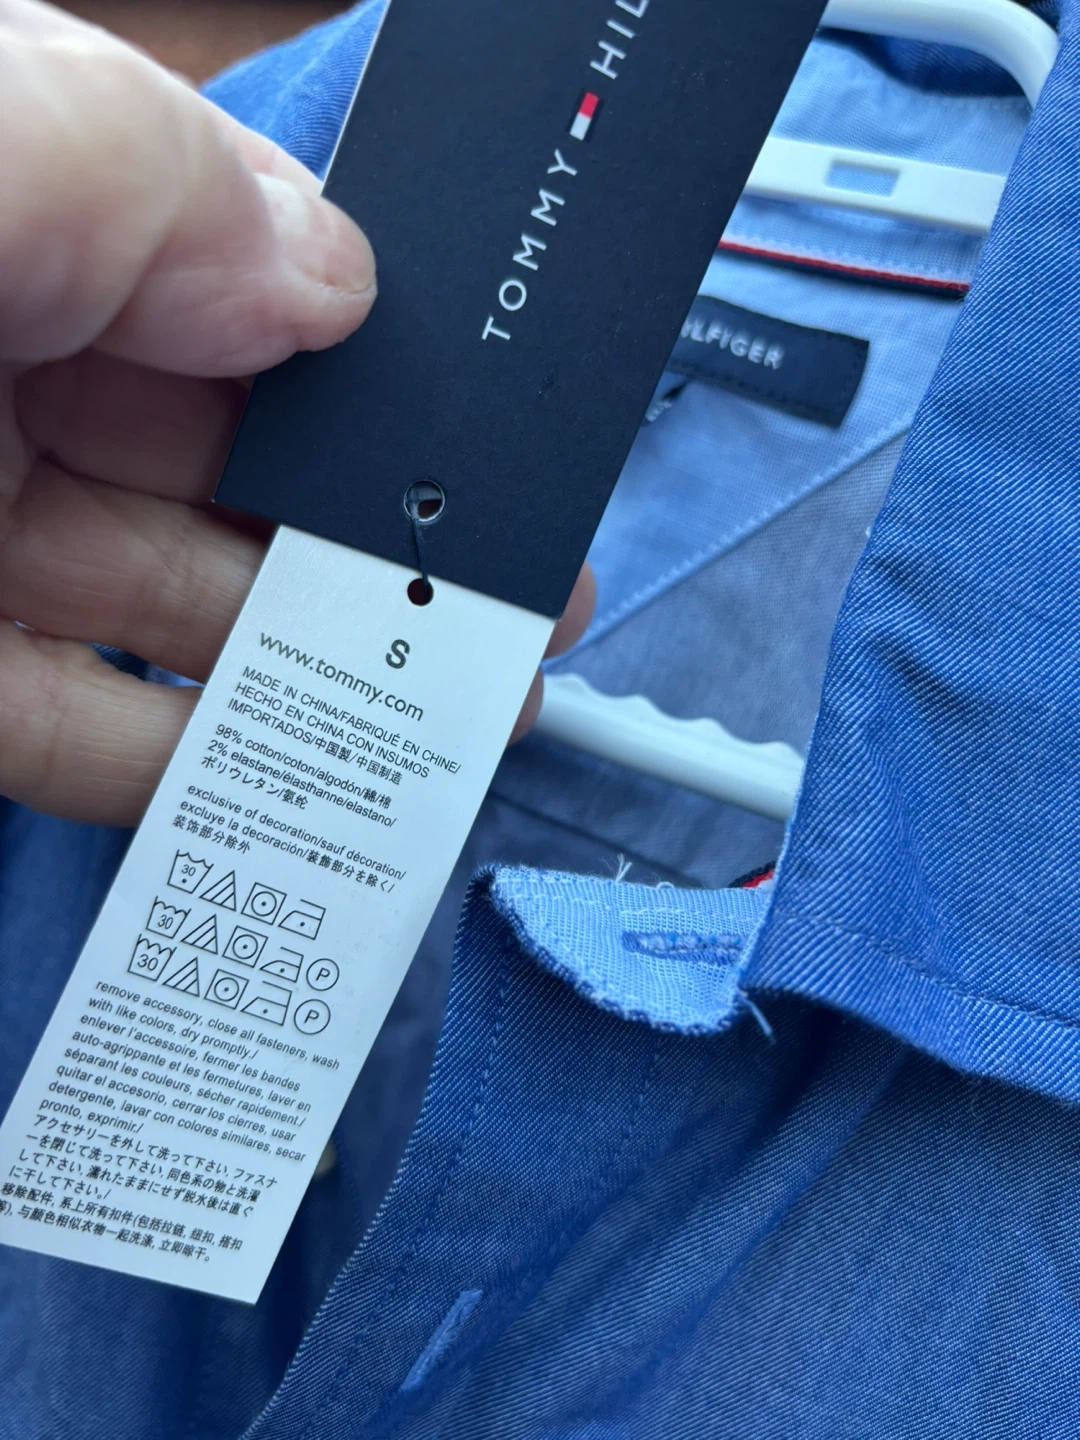 TOMMY HIL
LFIGER
S
www.tommy.com
MADE IN CHINA/FABRIQUÉ EN CHINE/
HECHO EN CHINA CON INSUMOS
IMPORTADOS/中国製/中国制造
98% cotton/coton/algodón/綿/棉
2% elastane/élasthanne/elastano/
ポリウレタン/氨纶
exclusive of decoration/sauf décoration/
excluye la decoración/装飾部分を除く/
装饰部分除外
30
30 P
30 P
remove accessory, close all fasteners, wash
with like colors, dry promptly./
enlever l'accessoire, fermer les bandes
auto-agrippante et les fermetures, laver en
séparant les couleurs, sécher rapidement./
quitar el accesorio, cerrar los cierres, usar
detergente, lavar con colores similares, secar
pronto, exprimir./
アクセサリーを外して洗って下さい, ファスナ
ーを閉じて洗って下さい, 同色系の物と洗濯
して下さい, 濡れたままにせず脱水後は直ぐ
に干して下さい。/
移除配件, 系上所有扣件(包括拉链, 纽扣, 搭扣
等), 与颜色相似衣物一起洗涤, 立即晾干。